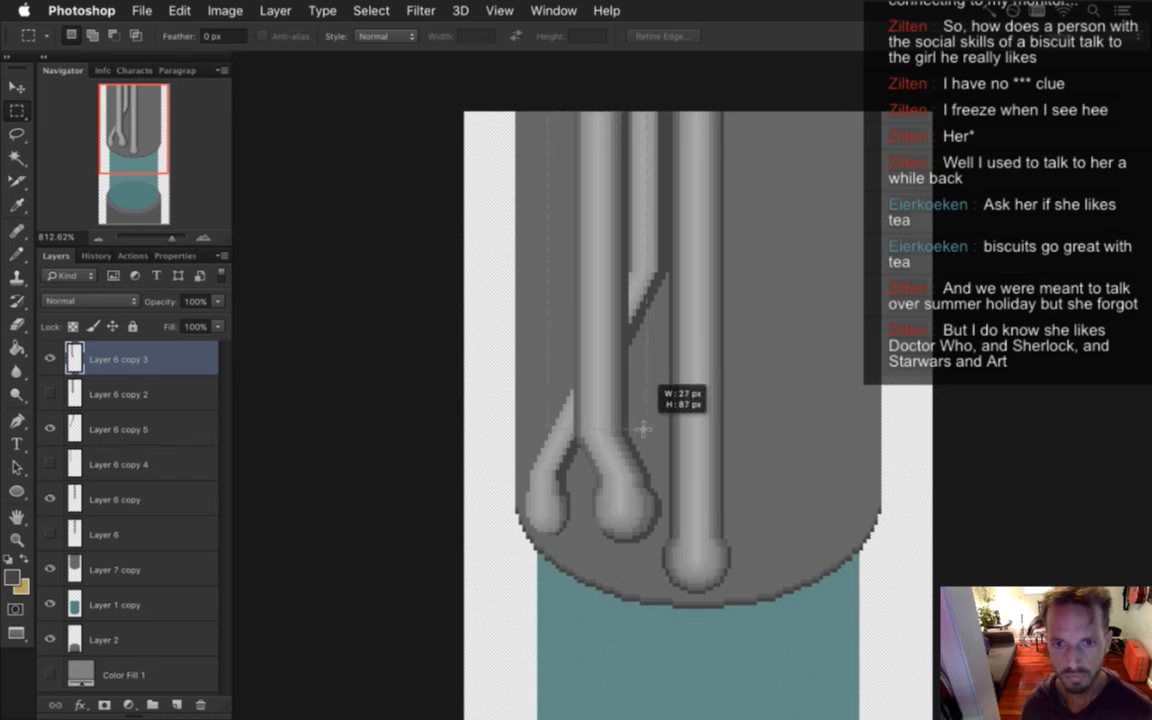 Photoshop File Edit Image Layer Type Select Filter 3D View Window Help
Feather: 0 px Anti-alias Style: Normal Width: Height: Refine Edge...
Navigator Info Characte Paragrap
812.62%
Layers History Actions Properties
Kind
Normal Opacity: 100%
Lock: Fill: 100%
Layer 6 copy 3
Layer 6 copy 2
Layer 6 copy 5
Layer 6 copy 4
Layer 6 copy
Layer 6
Layer 7 copy
Layer 1 copy
Layer 2
Color Fill 1
fx
W: 27 px
H: 87 px
connecting to my monitor...
Zilten : So, how does a person with
the social skills of a biscuit talk to
the girl he really likes
Zilten : I have no *** clue
Zilten : I freeze when I see hee
Zilten : Her*
Zilten : Well I used to talk to her a
while back
Eierkoeken : Ask her if she likes
tea
Eierkoeken : biscuits go great with
tea
Zilten : And we were meant to talk
over summer holiday but she forgot
Zilten : But I do know she likes
Doctor Who, and Sherlock, and
Starwars and Art